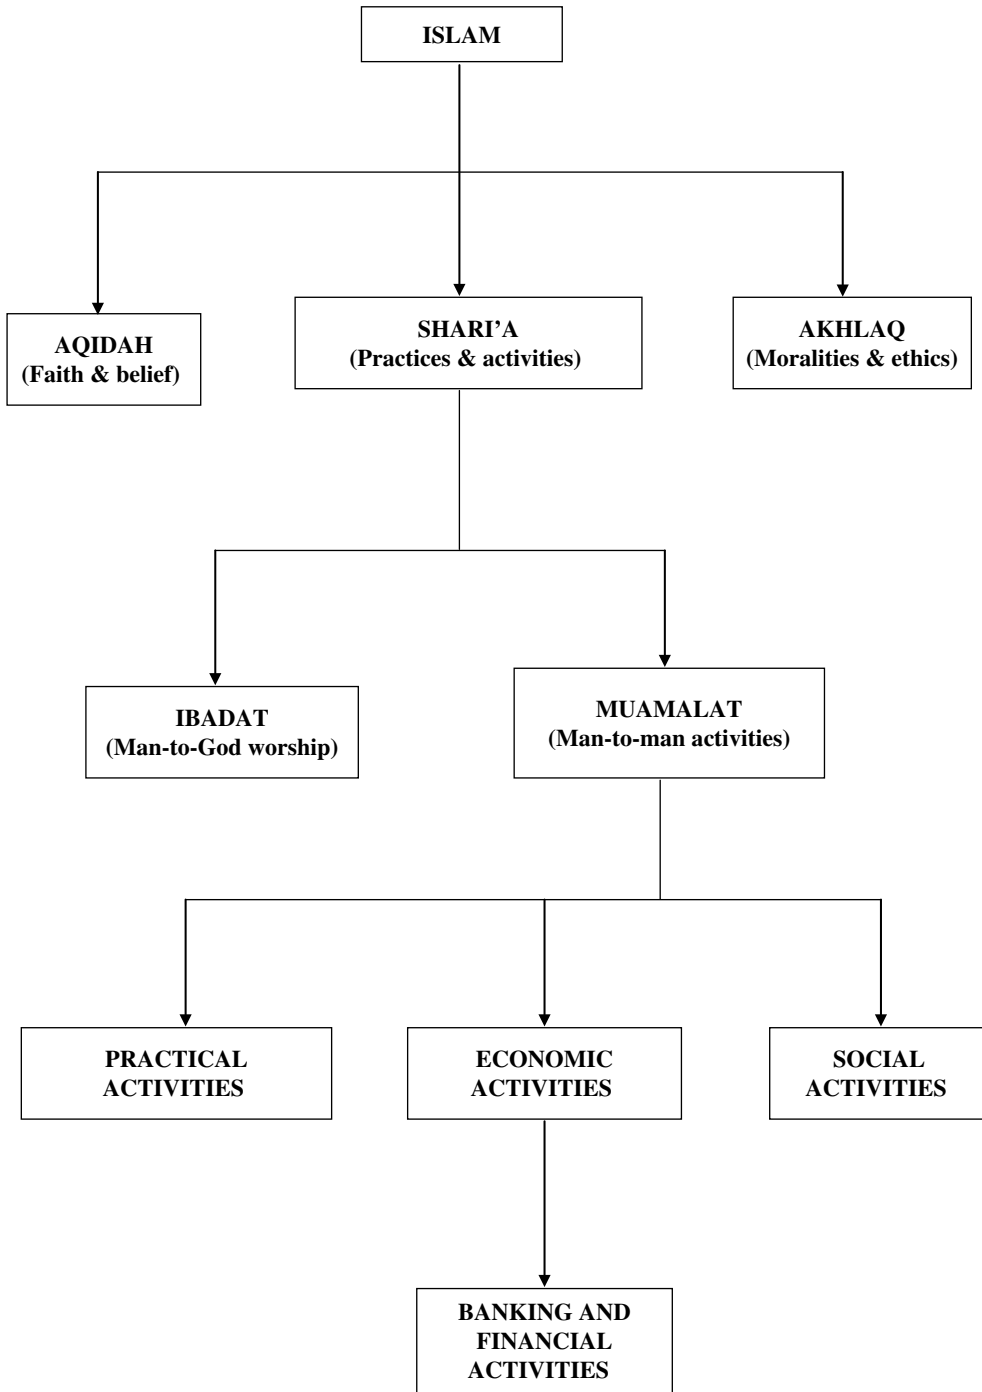 ISLAM
AQIDAH
(Faith & belief)
SHARI’A
(Practices & activities)
AKHLAQ
(Moralities & ethics)
IBADAT
(Man-to-God worship)
MUAMALAT
(Man-to-man activities)
PRACTICAL
ACTIVITIES
ECONOMIC
ACTIVITIES
SOCIAL
ACTIVITIES
BANKING AND
FINANCIAL
ACTIVITIES